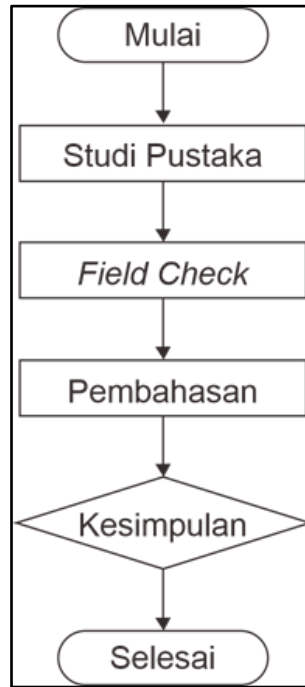 Mulai
Studi Pustaka
Field Check
Pembahasan
Kesimpulan
Selesai